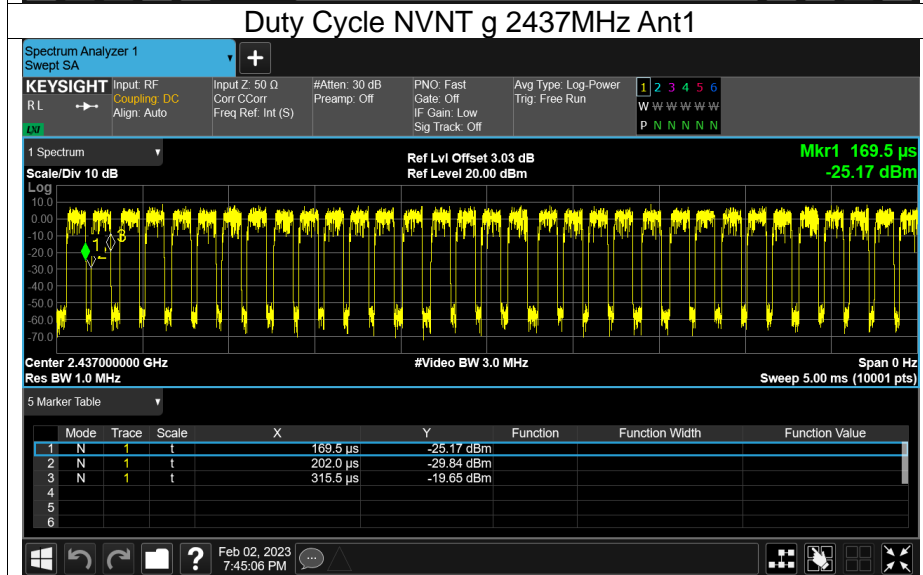 Duty Cycle NVNT g 2437MHz Ant1
Spectrum Analyzer 1
Swept SA
+
KEYSIGHT Input: RF Input Z: 50 Ω #Atten: 30 dB PNO: Fast Avg Type: Log-Power 1 2 3 4 5 6
R L Coupling: DC Corr CCorr Preamp: Off Gate: Off Trig: Free Run W W W W W W
Align: Auto Freq Ref: Int (S) IF Gain: Low
LXI Sig Track: Off P N N N N N
1 Spectrum Ref Lvl Offset 3.03 dB Mkr1 169.5 µs
Scale/Div 10 dB Ref Level 20.00 dBm -25.17 dBm
Log
10.0
0.00
-10.0
-20.0
-30.0
-40.0
-50.0
-60.0
-70.0
1 3
Center 2.437000000 GHz #Video BW 3.0 MHz Span 0 Hz
Res BW 1.0 MHz Sweep 5.00 ms (10001 pts)
5 Marker Table
Mode Trace Scale X Y Function Function Width Function Value
1 N 1 t 169.5 µs -25.17 dBm
2 N 1 t 202.0 µs -29.84 dBm
3 N 1 t 315.5 µs -19.65 dBm
4
5
6
? Feb 02, 2023
7:45:06 PM